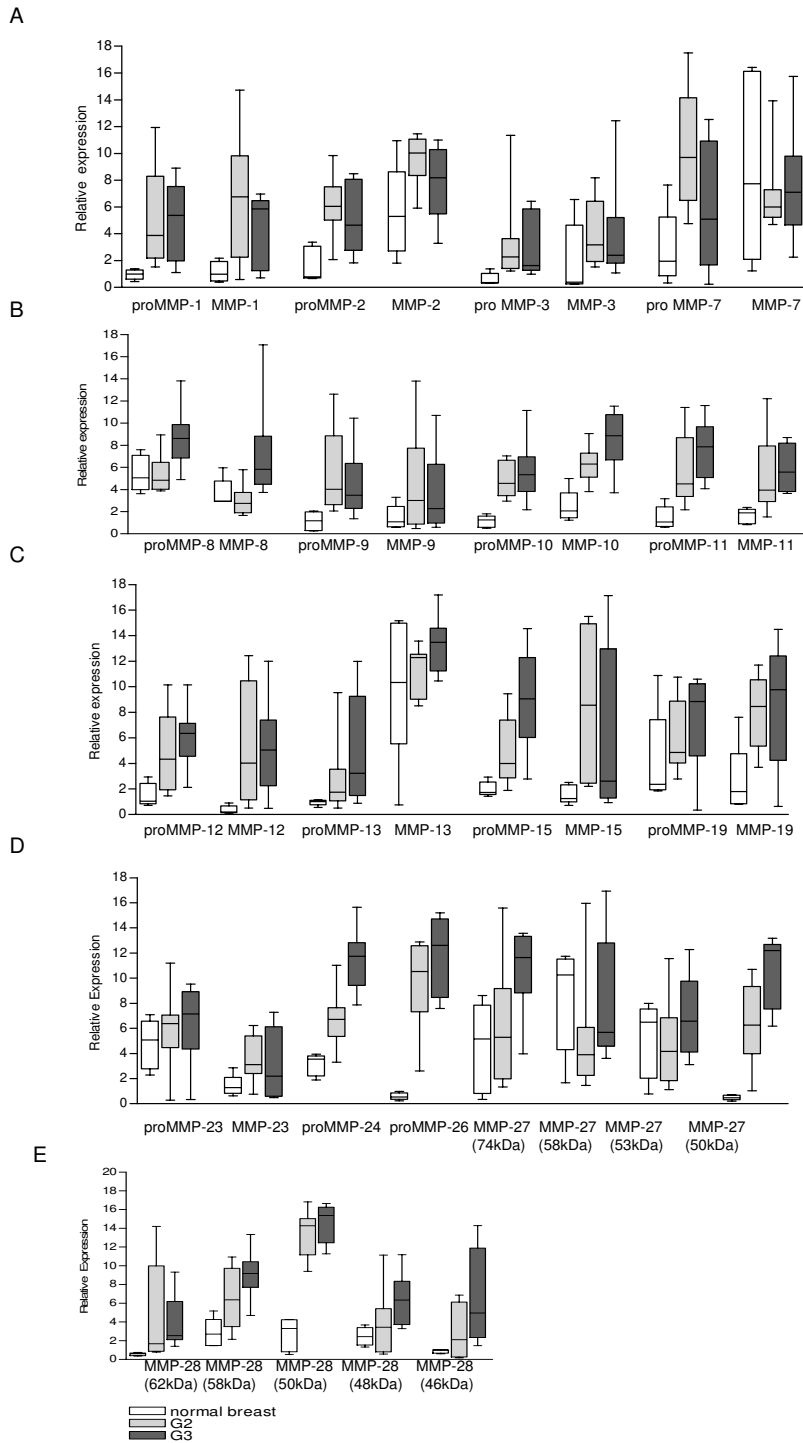 A
18
16
14
12
10
8
6
4
2
0
Relative expression
proMMP-1 MMP-1 proMMP-2 MMP-2 pro MMP-3 MMP-3 pro MMP-7 MMP-7
B
18
16
14
12
10
8
6
4
2
0
Relative expression
proMMP-8 MMP-8 proMMP-9 MMP-9 proMMP-10 MMP-10 proMMP-11 MMP-11
C
18
16
14
12
10
8
6
4
2
0
Relative expression
proMMP-12 MMP-12 proMMP-13 MMP-13 proMMP-15 MMP-15 proMMP-19 MMP-19
D
18
16
14
12
10
8
6
4
2
0
Relative Expression
proMMP-23 MMP-23 proMMP-24 proMMP-26 MMP-27 MMP-27 MMP-27 MMP-27
(74kDa) (58kDa) (53kDa) (50kDa)
E
20
18
16
14
12
10
8
6
4
2
0
Relative Expression
MMP-28 MMP-28 MMP-28 MMP-28 MMP-28
(62kDa) (58kDa) (50kDa) (48kDa) (46kDa)
normal breast
G2
G3